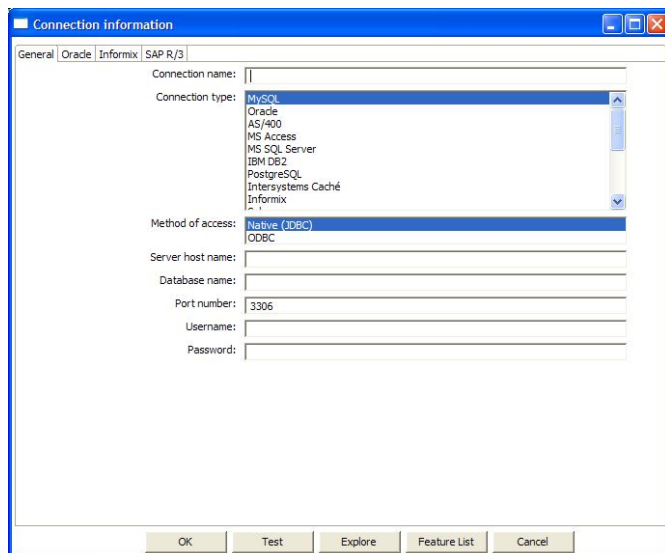 Connection information
General Oracle Informix SAP R/3
Connection name:
Connection type: MySQL
Oracle
AS/400
MS Access
MS SQL Server
IBM DB2
PostgreSQL
Intersystems Caché
Informix
Method of access: Native (JDBC)
ODBC
Server host name:
Database name:
Port number: 3306
Username:
Password:
OK Test Explore Feature List Cancel